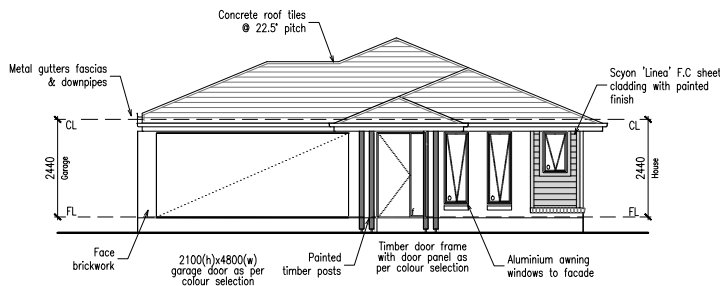 Concrete roof tiles
@ 22.5° pitch
Metal gutters fascias
& downpipes
Scyon 'Linea' F.C sheet
cladding with painted
finish
CL
CL
2440
Garage
2440
House
FL
FL
Face
brickwork
2100(h)x4800(w)
garage door as per
colour selection
Painted
timber posts
Timber door frame
with door panel as
per colour selection
Aluminium awning
windows to facade